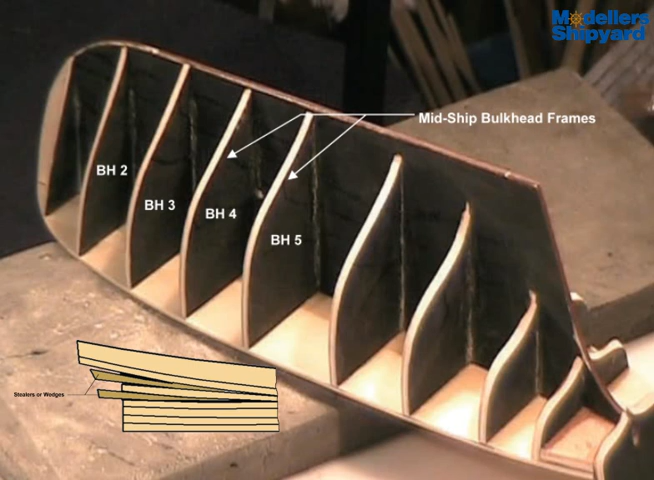 Modellers
Shipyard
Mid-Ship Bulkhead Frames
BH 2
BH 3
BH 4
BH 5
Stealers or Wedges